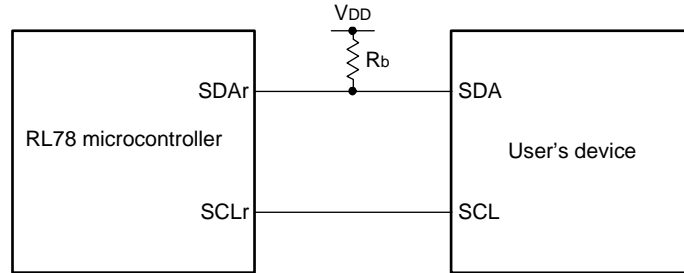 VDD
Rb
SDAr SDA
RL78 microcontroller User's device
SCLr SCL